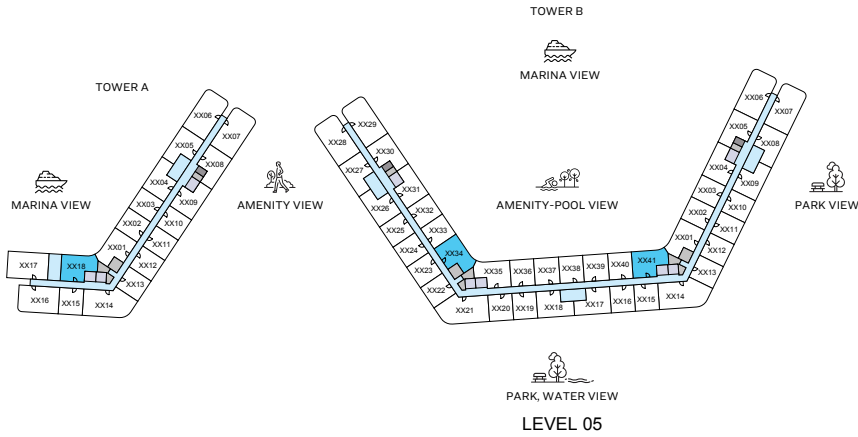 TOWER B
MARINA VIEW
TOWER A
XX06
XX07
XX05
XX08
XX04
XX09
XX03
XX10
XX02
XX11
XX01
XX12
XX13
XX17
XX18
XX16
XX15
XX14
MARINA VIEW
AMENITY VIEW
XX29
XX28
XX30
XX27
XX31
XX26
XX32
XX25
XX33
XX24
XX34
XX23
XX22
XX21
XX35
XX36
XX37
XX38
XX39
XX40
XX41
XX20
XX19
XX18
XX17
XX16
XX15
XX14
XX06
XX07
XX05
XX08
XX04
XX09
XX03
XX10
XX02
XX11
XX01
XX12
XX13
AMENITY-POOL VIEW
PARK VIEW
PARK, WATER VIEW
LEVEL 05